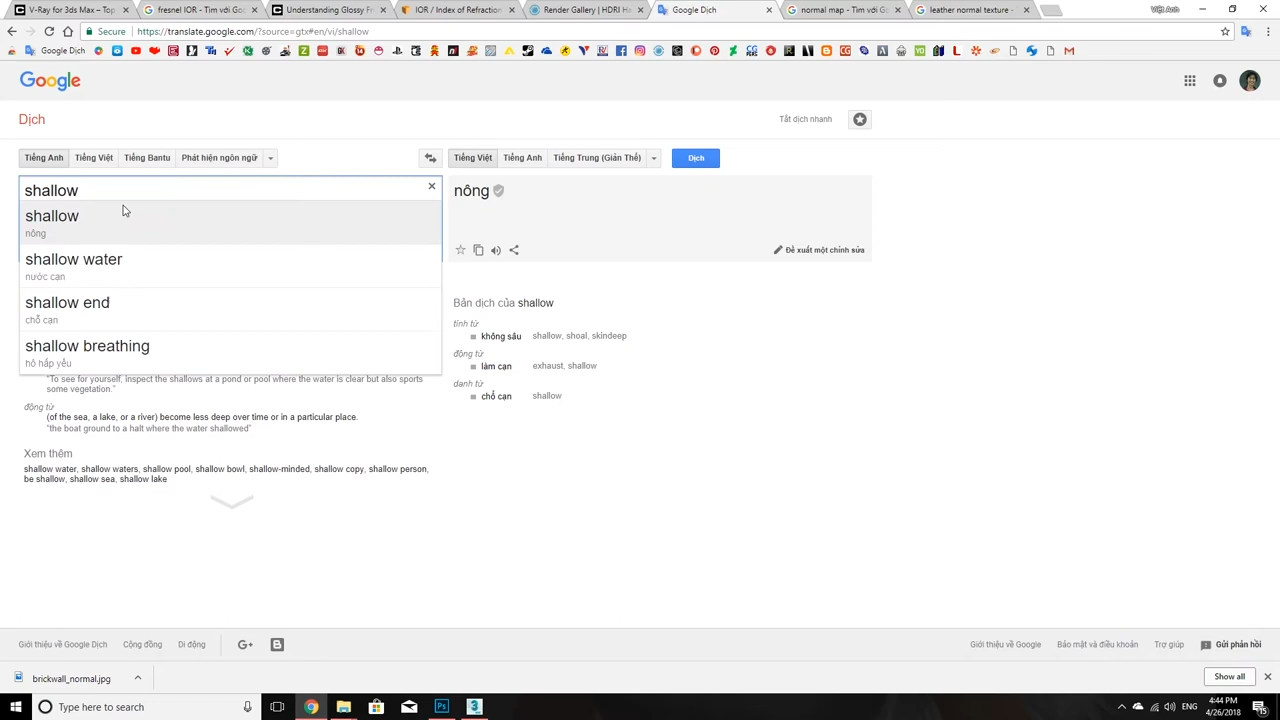 V-Ray for 3ds Max – Top
fresnel IOR - Tìm với Goo
Understanding Glossy Fr
IOR / Index of Refraction
Render Gallery | HDRI Ha
Google Dịch
normal map - Tìm với Go
leather normal texture -
Việt Anh
Secure
https://translate.google.com/?source=gtx#en/vi/shallow
Google Dịch
Google
Dịch
Tắt dịch nhanh
Tiếng Anh
Tiếng Việt
Tiếng Bantu
Phát hiện ngôn ngữ
Tiếng Việt
Tiếng Anh
Tiếng Trung (Giản Thể)
Dịch
shallow
nông
shallow
nông
Đề xuất một chỉnh sửa
shallow water
nước cạn
shallow end
chỗ cạn
shallow breathing
hô hấp yếu
Bản dịch của shallow
tính từ
không sâu
shallow, shoal, skindeep
động từ
làm cạn
exhaust, shallow
danh từ
chổ cạn
shallow
"To see for yourself, inspect the shallows at a pond or pool where the water is clear but also sports
some vegetation."
động từ
(of the sea, a lake, or a river) become less deep over time or in a particular place.
"the boat ground to a halt where the water shallowed"
Xem thêm
shallow water, shallow waters, shallow pool, shallow bowl, shallow-minded, shallow copy, shallow person,
be shallow, shallow sea, shallow lake
Giới thiệu về Google Dịch
Cộng đồng
Di động
G+
Giới thiệu về Google
Bảo mật và điều khoản
Trợ giúp
Gửi phản hồi
brickwall_normal.jpg
Show all
Type here to search
4:44 PM
4/26/2018